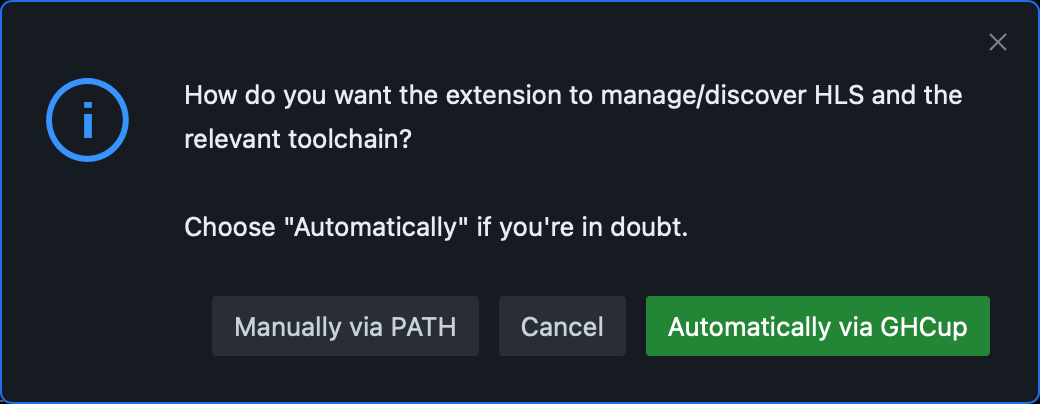 How do you want the extension to manage/discover HLS and the
relevant toolchain?
Choose "Automatically" if you're in doubt.
Manually via PATH
Cancel
Automatically via GHCup